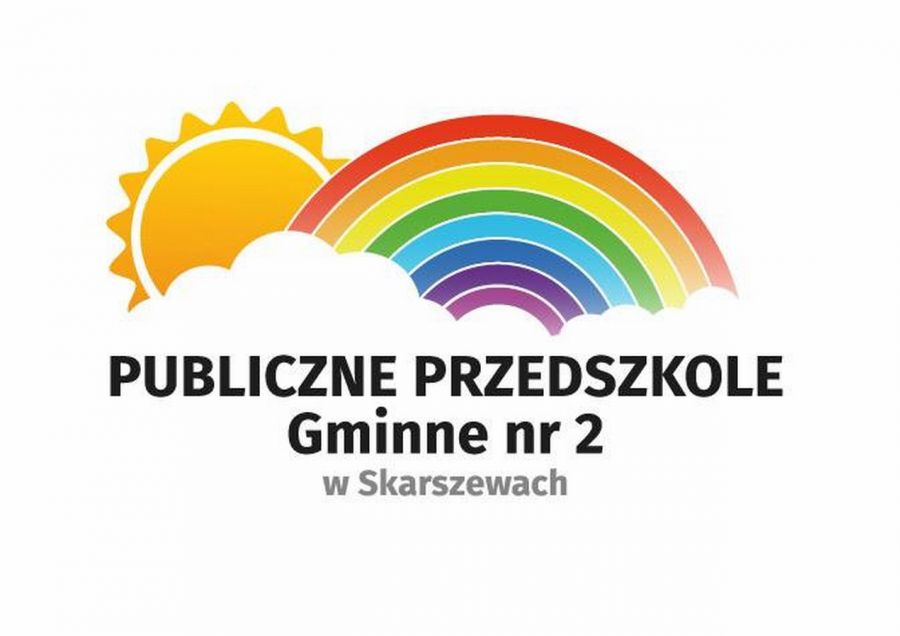 PUBLICZNE PRZEDSZKOLE
Gminne nr 2
w Skarszewach